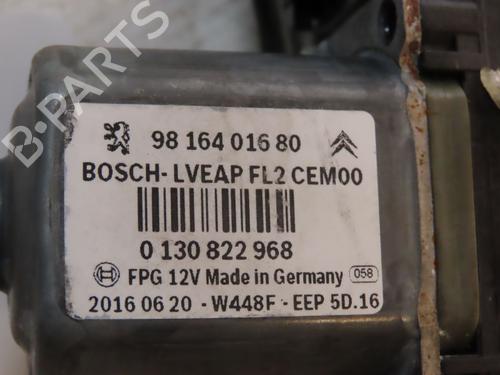 98 164 016 80
BOSCH-LVEAP FL2 CEM00
0 130 822 968
FPG 12V Made in Germany 058
2016 06 20 - W448F - EEP 5D.16
B-PARTS